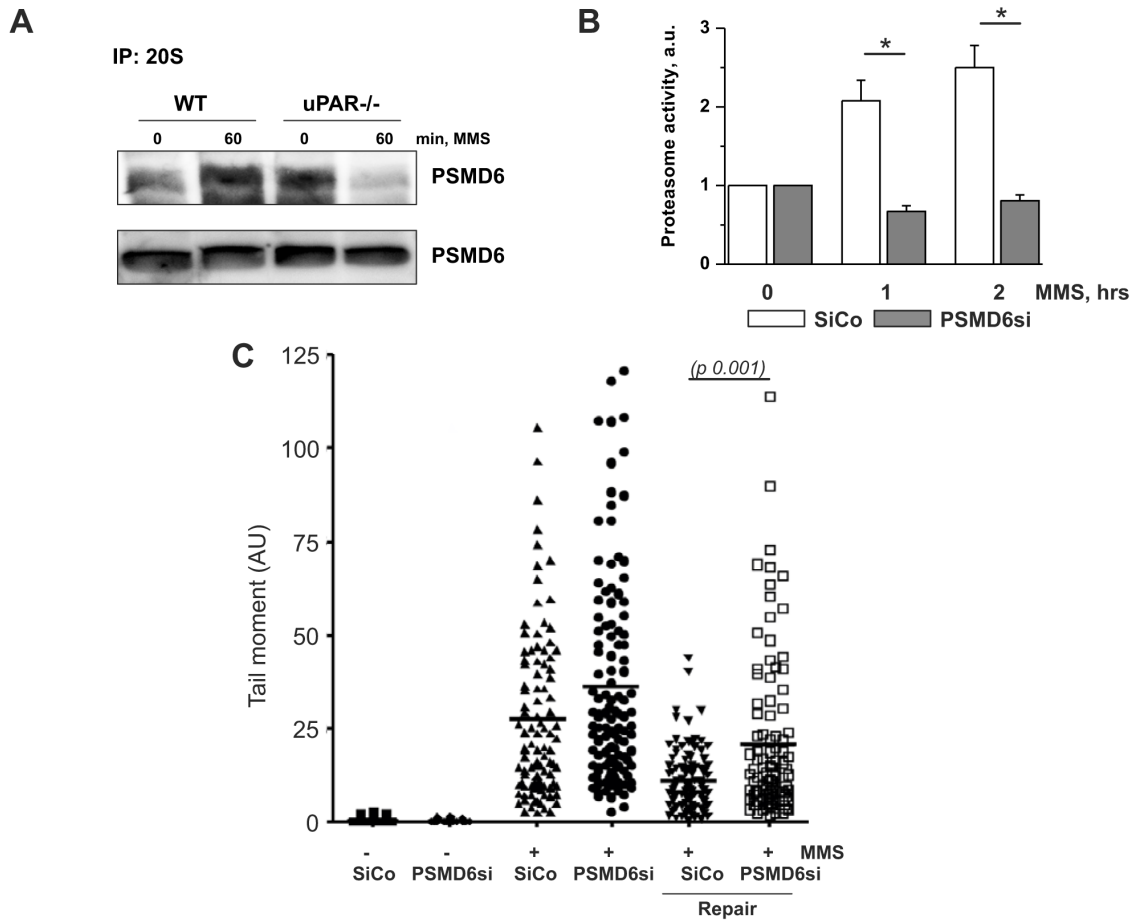 A
IP: 20S
WT uPAR-/-
0 60 0 60 min, MMS
PSMD6
PSMD6
B
Proteasome activity, a.u.
3
2
1
0
* *
0 1 2 MMS, hrs
SiCo PSMD6si
C
Tail moment (AU)
125
100
75
50
25
0
(p 0.001)
- - + + + + MMS
SiCo PSMD6si SiCo PSMD6si SiCo PSMD6si
Repair